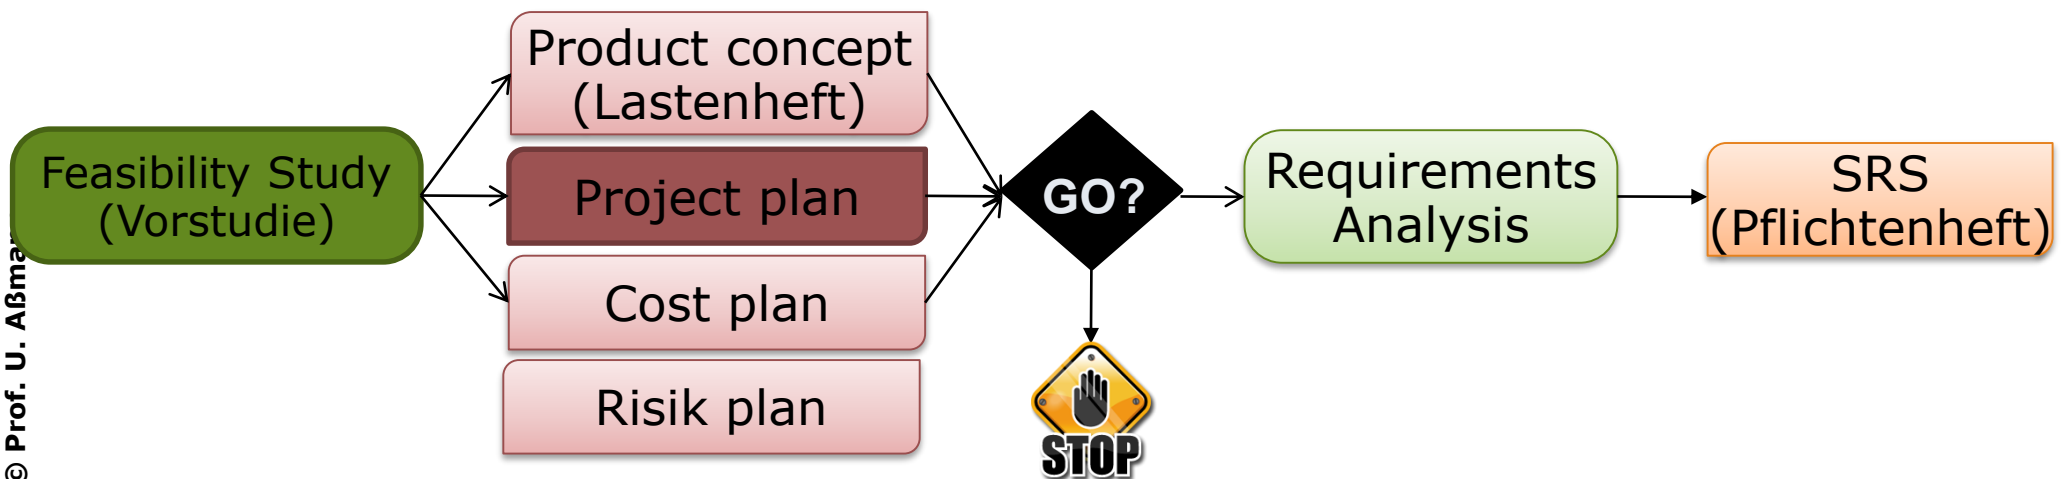 Feasibility Study
(Vorstudie)
Product concept
(Lastenheft)
Project plan
Cost plan
Risik plan
GO?
STOP
Requirements
Analysis
SRS
(Pflichtenheft)
© Prof. U.